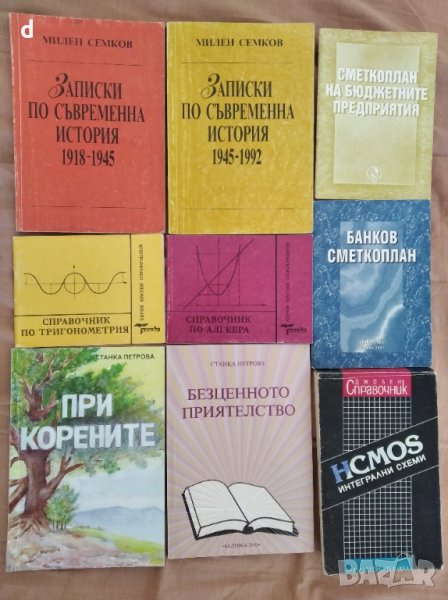 d
МИЛЕН СЕМКОВ
ЗАПИСКИ
ПО СЪВРЕМЕННА
ИСТОРИЯ
1918-1945
МИЛЕН СЕМКОВ
ЗАПИСКИ
ПО СЪВРЕМЕННА
ИСТОРИЯ
1945-1992
СМЕТКОПЛАН
НА БЮДЖЕТНИТЕ
ПРЕДПРИЯТИЯ
СПРАВОЧНИК
ПО ТРИГОНОМЕТРИЯ
СПРАВОЧНИК
ПО АЛГЕБРА
БАНКОВ
СМЕТКОПЛАН
СТАНКА ПЕТРОВА
ПРИ
КОРЕНИТЕ
СТАНКА ПЕТРОВА
БЕЗЦЕННОТО
ПРИЯТЕЛСТВО
ДЖОБЕН
СПРАВОЧНИК
HCMOS
ИНТЕГРАЛНИ СХЕМИ
BAZAR